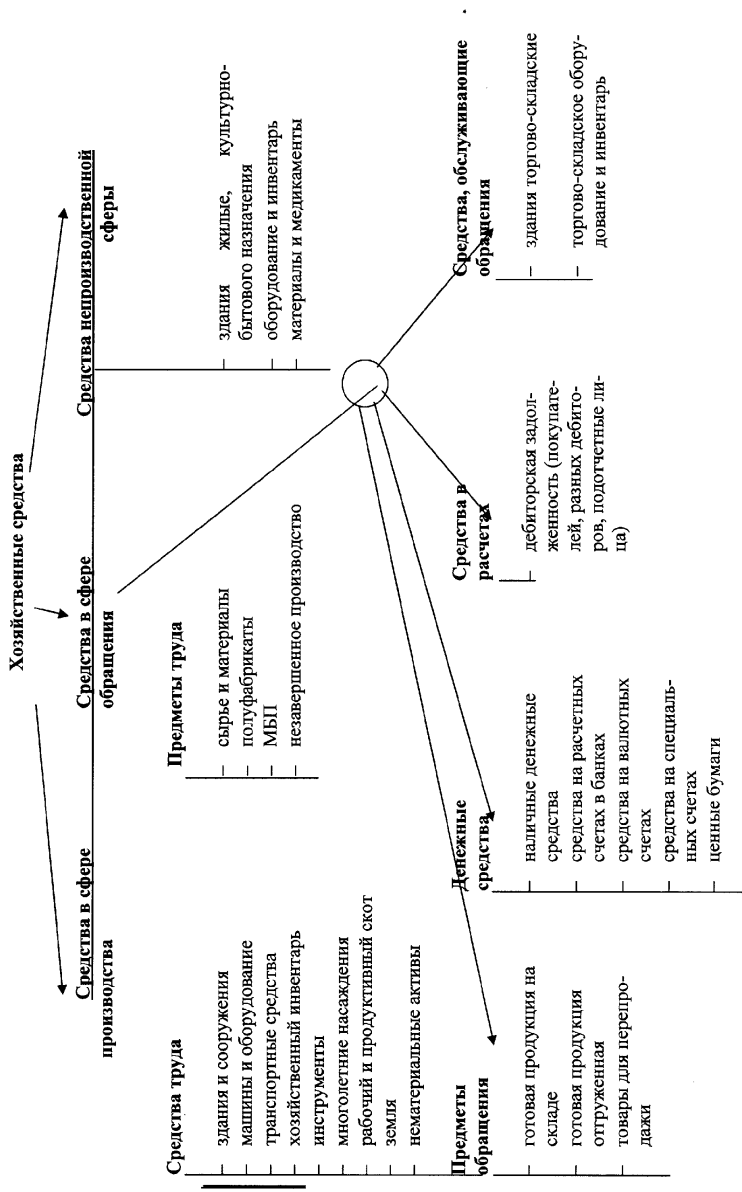 Хозяйственные средства
Средства в сфере
производства
Средства в сфере
обращения
Средства непроизводственной
сферы
Средства труда
здания и сооружения
машины и оборудование
транспортные средства
хозяйственный инвентарь
инструменты
многолетние насаждения
рабочий и продуктивный скот
земля
нематериальные активы
Предметы труда
– сырье и материалы
– полуфабрикаты
– МБП
– незавершенное производство
– здания жилые, культурно-
бытового назначения
– оборудование и инвентарь
– материалы и медикаменты
Предметы
обращения
готовая продукция на
складе
готовая продукция
отгруженная
товары для перепро-
дажи
Денежные
средства
наличные денежные
средства
средства на расчетных
счетах в банках
средства на валютных
счетах
средства на специаль-
ных счетах
ценные бумаги
Средства в
расчетах
– дебиторская задол-
женность (покупате-
лей, разных дебито-
ров, подотчетные ли-
ца)
Средства, обслуживающие
обращения
– здания торгово-складские
– торгово-складское обору-
дование и инвентарь